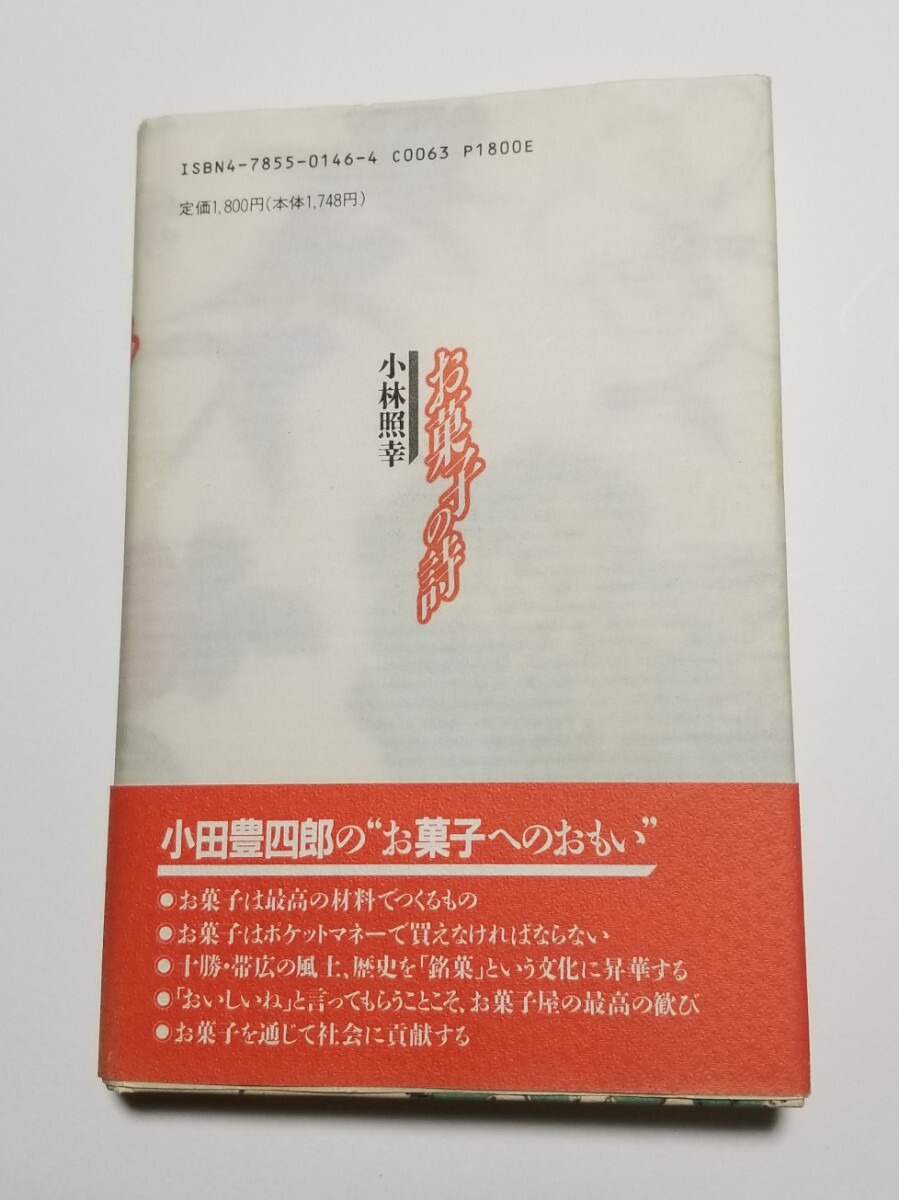 ISBN4-7855-0146-4 C0063 P1800E
定価1,800円(本体1,748円)
お菓子の詩
小林照幸
小田豊四郎の“お菓子へのおもい”
●お菓子は最高の材料でつくるもの
●お菓子はポケットマネーで買えなければならない
●十勝・帯広の風土、歴史を「銘菓」という文化に昇華する
●「おいしいね」と言ってもらうことこそ、お菓子屋の最高の歓び
●お菓子を通じて社会に貢献する